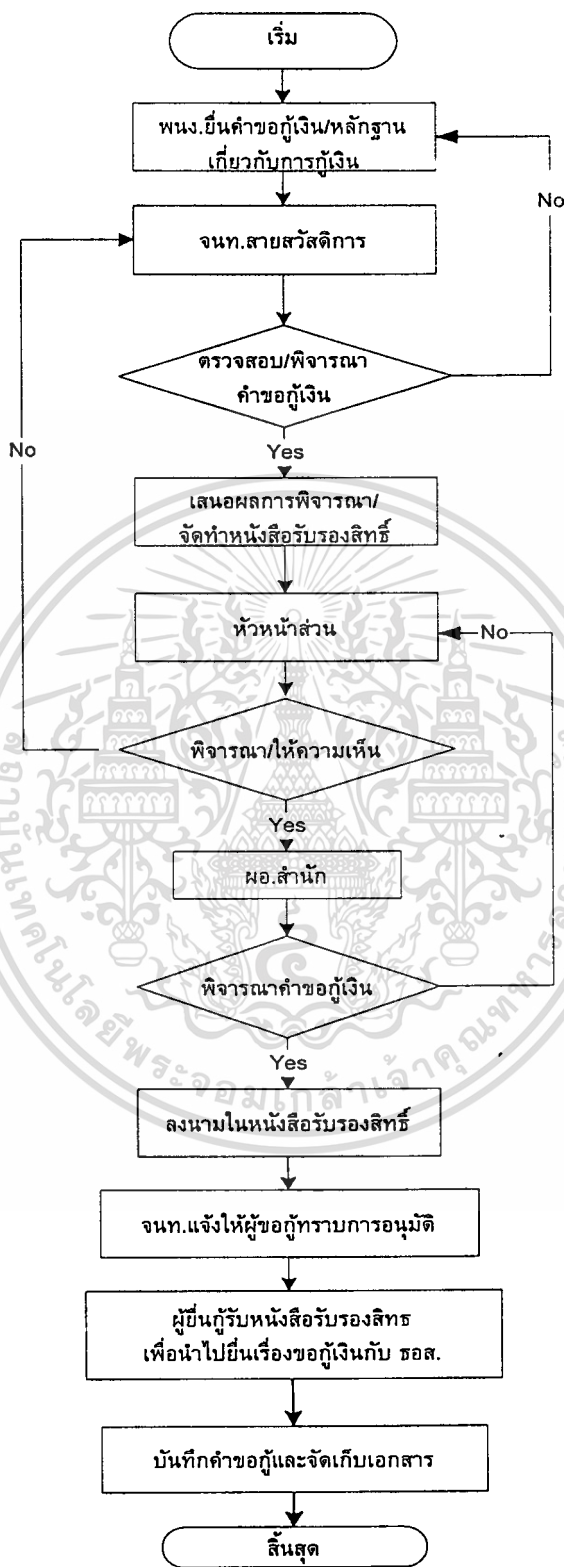 เริ่ม
พนง.ยื่นคำขอกู้เงิน/หลักฐาน
เกี่ยวกับการกู้เงิน
No
จนท.สายสวัสดิการ
ตรวจสอบ/พิจารณา
คำขอกู้เงิน
No
Yes
เสนอผลการพิจารณา/
จัดทำหนังสือรับรองสิทธิ์
หัวหน้าส่วน
No
พิจารณา/ให้ความเห็น
Yes
ผอ.สำนัก
พิจารณาคำขอกู้เงิน
Yes
ลงนามในหนังสือรับรองสิทธิ์
จนท.แจ้งให้ผู้ขอกู้ทราบการอนุมัติ
ผู้ยื่นกู้รับหนังสือรับรองสิทธ
เพื่อนำไปยื่นเรื่องขอกู้เงินกับ ธอส.
บันทึกคำขอกู้และจัดเก็บเอกสาร
สิ้นสุด